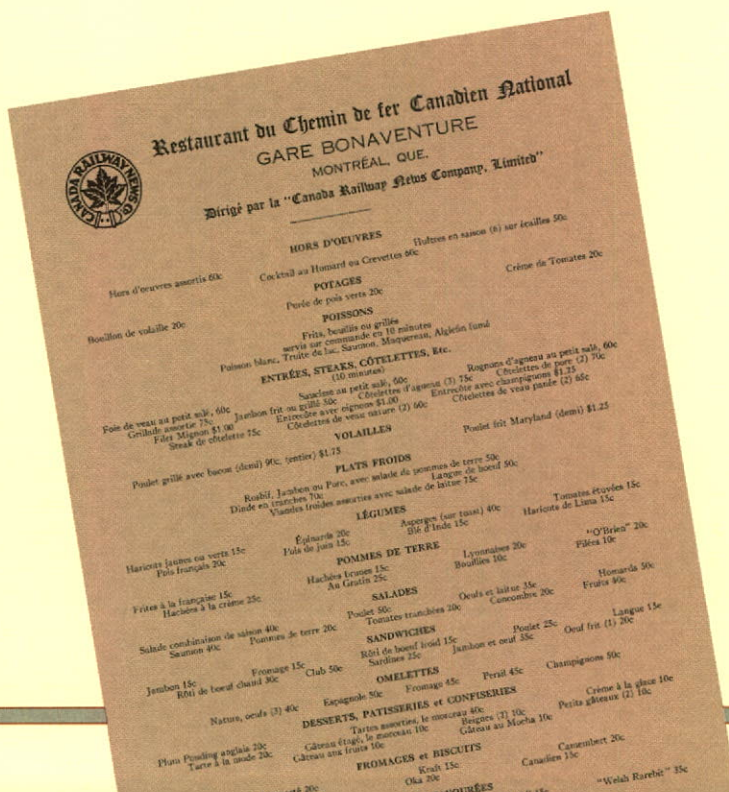 Restaurant du Chemin de fer Canadien National
GARE BONAVENTURE
MONTRÉAL, QUE.
Dirigé par la "Canada Railway News Company, Limited"
CANADA RAILWAY NEWS Co
HORS D'OEUVRES
Hors d'oeuvres assortis 60c Cocktail au Homard ou Crevettes 60c Huîtres en saison (6) sur écailles 50c
POTAGES
Bouillon de volaille 20c Purée de pois verts 20c Crème de Tomates 20c
POISSONS
Frits, bouillis ou grillés
servis sur commande en 10 minutes
Poisson blanc, Truite de lac, Saumon, Maquereau, Aiglefin fumé
ENTRÉES, STEAKS, CÔTELETTES, Etc.
(10 minutes)
Foie de veau au petit salé, 60c Saucisse au petit salé, 60c Rognons d'agneau au petit salé, 60c
Grillade assortie 75c Jambon frit ou grillé 50c Côtelettes d'agneau (3) 75c Côtelettes de porc (2) 70c
Filet Mignon $1.00 Entrecôte avec oignons $1.00 Entrecôte avec champignons $1.25
Steak de côtelette 75c Côtelettes de veau nature (2) 60c Côtelettes de veau panée (2) 65c
VOLAILLES
Poulet grillé avec bacon (demi) 90c, (entier) $1.75 Poulet frit Maryland (demi) $1.25
PLATS FROIDS
Rosbif, Jambon ou Porc, avec salade de pommes de terre 50c
Dinde en tranches 70c Langue de boeuf 50c
Viandes froides assorties avec salade de laitue 75c
LÉGUMES
Haricots jaunes ou verts 15c Épinards 20c Asperges (sur toast) 40c Tomates étuvées 15c
Pois français 20c Pois de juin 15c Blé d'Inde 15c Haricots de Lima 15c
POMMES DE TERRE
Frites à la française 15c Hachées brunes 15c Lyonnaises 20c "O'Brien" 20c
Hachées à la crème 25c Au Gratin 25c Bouillies 10c Pilées 10c
SALADES
Salade combinaison de saison 40c Poulet 50c Oeufs et laitue 35c Homards 50c
Saumon 40c Pommes de terre 20c Tomates tranchées 20c Concombre 20c Fruits 40c
SANDWICHES
Jambon 15c Fromage 15c Rôti de boeuf froid 15c Poulet 25c Langue 15c
Rôti de boeuf chaud 30c Club 50c Sardines 25c Jambon et oeuf 35c Oeuf frit (1) 20c
OMELETTES
Nature, oeufs (3) 40c Espagnole 50c Fromage 45c Persil 45c Champignons 50c
DESSERTS, PATISSERIES et CONFISERIES
Plum Pouding anglais 20c Tartes assorties, le morceau 10c Crème à la glace 10c
Tarte à la mode 20c Gâteau étagé, le morceau 10c Beignes (2) 10c Petits gâteaux (2) 10c
Gâteau aux fruits 10c Gâteau au Mocha 10c
FROMAGES et BISCUITS
Kraft 15c Camembert 20c
20c Oka 20c Canadien 15c
"Welsh Rarebit" 35c